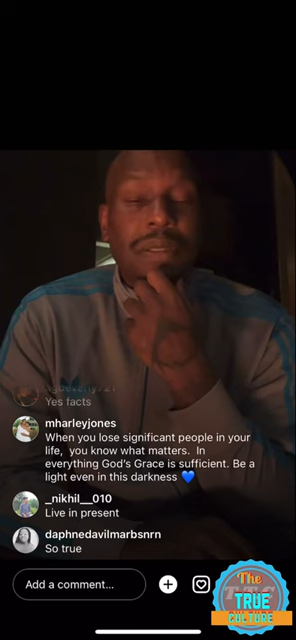 Yes facts
mharleyjones
When you lose significant people in your
life, you know what matters. In
everything God's Grace is sufficient. Be a
light even in this darkness 💙
_nikhil__010
Live in present
daphnedavilmarbsnrn
So true
Add a comment...
The
TRUE
CULTURE